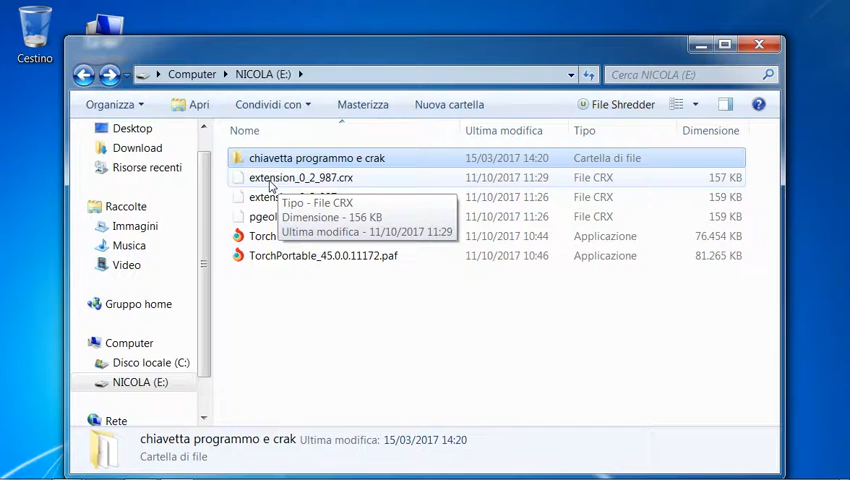 Cestino
Computer
NICOLA (E:)
Cerca NICOLA (E:)
Organizza
Apri
Condividi con
Masterizza
Nuova cartella
File Shredder
Desktop
Download
Risorse recenti
Raccolte
Immagini
Musica
Video
Gruppo home
Computer
Disco locale (C:)
NICOLA (E:)
Rete
Nome Ultima modifica Tipo Dimensione
chiavetta programmo e crak 15/03/2017 14:20 Cartella di file
extension_0_2_987.crx 11/10/2017 11:29 File CRX 157 KB
11/10/2017 11:26 File CRX 159 KB
11/10/2017 11:26 File CRX 159 KB
Torch 11/10/2017 10:44 Applicazione 76.454 KB
TorchPortable_45.0.0.11172.paf 11/10/2017 10:46 Applicazione 81.265 KB
Tipo - File CRX
Dimensione - 156 KB
Ultima modifica - 11/10/2017 11:29
chiavetta programmo e crak Ultima modifica: 15/03/2017 14:20
Cartella di file